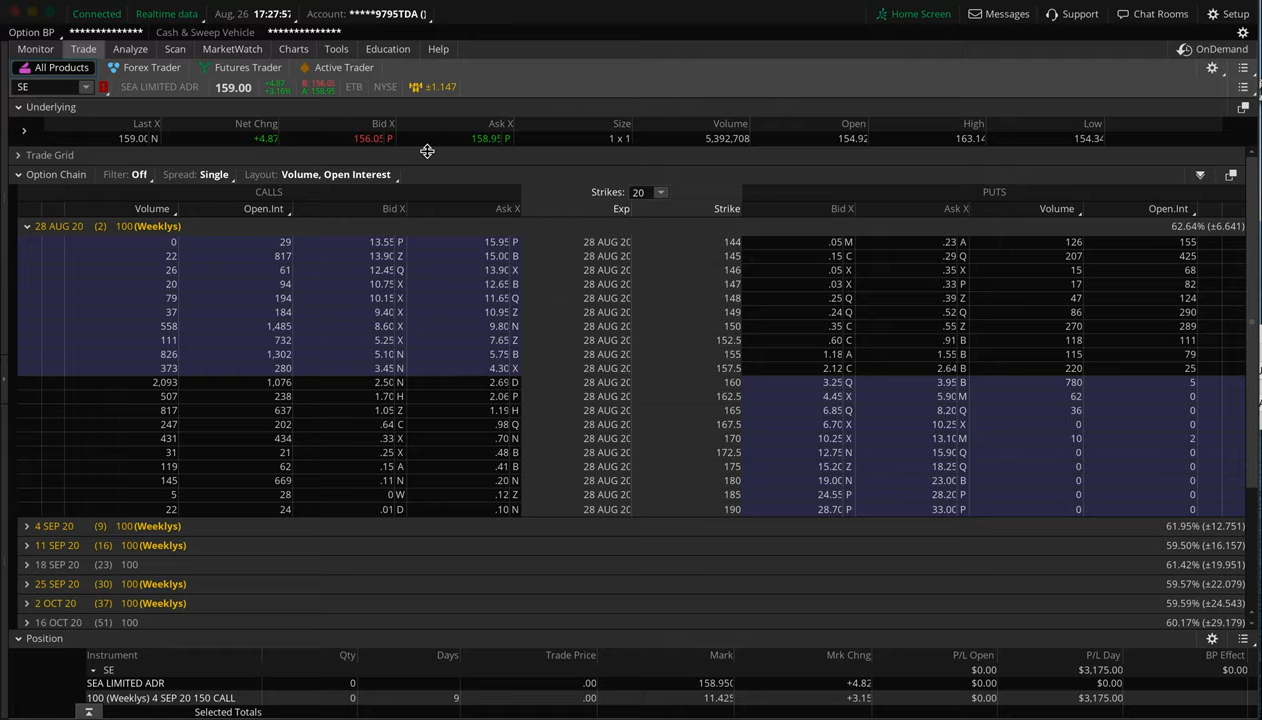 Connected Realtime data Aug, 26 17:27:57 Account: *****9795TDA () Home Screen Messages Support Chat Rooms Setup
Option BP ************** Cash & Sweep Vehicle **************
Monitor Trade Analyze Scan MarketWatch Charts Tools Education Help OnDemand
All Products Forex Trader Futures Trader Active Trader
SE SEA LIMITED ADR 159.00 +4.87 +3.16% B: 156.05 A: 158.95 ETB NYSE ±1.147
Underlying
Last X Net Chng Bid X Ask X Size Volume Open High Low
159.00 N +4.87 156.05 P 158.95 P 1 x 1 5,392,708 154.92 163.14 154.34
Trade Grid
Option Chain Filter: Off Spread: Single Layout: Volume, Open Interest
CALLS Strikes: 20 PUTS
Volume Open.Int Bid X Ask X Exp Strike Bid X Ask X Volume Open.Int
28 AUG 20 (2) 100 (Weeklys) 62.64% (±6.641)
0 29 13.55 P 15.95 P 28 AUG 20 144 .05 M .23 A 126 155
22 817 13.90 Z 15.00 B 28 AUG 20 145 .15 C .29 Q 207 425
26 61 12.45 Q 13.90 X 28 AUG 20 146 .05 X .35 X 15 68
20 94 10.75 X 12.65 B 28 AUG 20 147 .03 X .33 P 17 82
79 194 10.15 X 11.65 Q 28 AUG 20 148 .25 Q .39 Z 47 124
37 184 9.40 X 10.95 Z 28 AUG 20 149 .24 Q .52 Q 86 290
558 1,485 8.60 X 9.80 N 28 AUG 20 150 .35 C .55 Z 270 289
111 732 5.25 X 7.65 Z 28 AUG 20 152.5 .60 C .91 B 118 111
826 1,302 5.10 N 5.75 B 28 AUG 20 155 1.18 A 1.55 B 115 79
373 280 3.45 N 4.30 X 28 AUG 20 157.5 2.12 C 2.64 B 220 25
2,093 1,076 2.50 N 2.69 D 28 AUG 20 160 3.25 Q 3.95 B 780 5
507 238 1.70 H 2.06 P 28 AUG 20 162.5 4.45 X 5.90 M 62 0
817 637 1.05 Z 1.19 H 28 AUG 20 165 6.85 Q 8.20 Q 36 0
247 202 .64 C .98 Q 28 AUG 20 167.5 6.70 X 10.25 X 0 0
431 434 .33 X .70 N 28 AUG 20 170 10.25 X 13.10 M 10 2
31 21 .25 X .48 B 28 AUG 20 172.5 12.75 N 15.90 Q 0 0
119 62 .15 A .41 B 28 AUG 20 175 15.20 Z 18.25 Q 0 0
145 669 .11 N .20 N 28 AUG 20 180 19.50 Q 23.00 B 0 0
5 28 0 W .12 Z 28 AUG 20 185 24.55 P 28.20 P 0 0
22 24 .01 D .10 N 28 AUG 20 190 28.70 P 33.00 P 0 0
4 SEP 20 (9) 100 (Weeklys) 61.95% (±12.751)
11 SEP 20 (16) 100 (Weeklys) 59.50% (±16.157)
18 SEP 20 (23) 100 61.42% (±19.951)
25 SEP 20 (30) 100 (Weeklys) 59.57% (±22.079)
2 OCT 20 (37) 100 (Weeklys) 59.59% (±24.543)
16 OCT 20 (51) 100 60.17% (±29.179)
Position
Instrument Qty Days Trade Price Mark Mrk Chng P/L Open P/L Day BP Effect
SE $0.00 $3,175.00 $0.00
SEA LIMITED ADR 0 .00 158.950 +4.82 $0.00 $0.00
100 (Weeklys) 4 SEP 20 150 CALL 0 9 .00 11.425 +3.15 $0.00 $3,175.00
Selected Totals